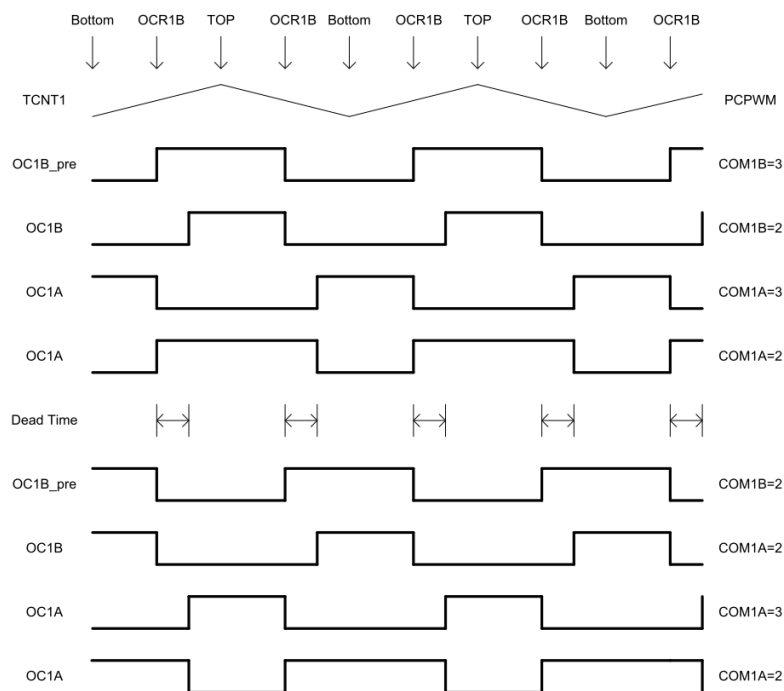 Bottom OCR1B TOP OCR1B Bottom OCR1B TOP OCR1B Bottom OCR1B
TCNT1 PCPWM
OC1B_pre COM1B=3
OC1B COM1B=2
OC1A COM1A=3
OC1A COM1A=2
Dead Time
OC1B_pre COM1B=2
OC1B COM1A=2
OC1A COM1A=3
OC1A COM1A=2